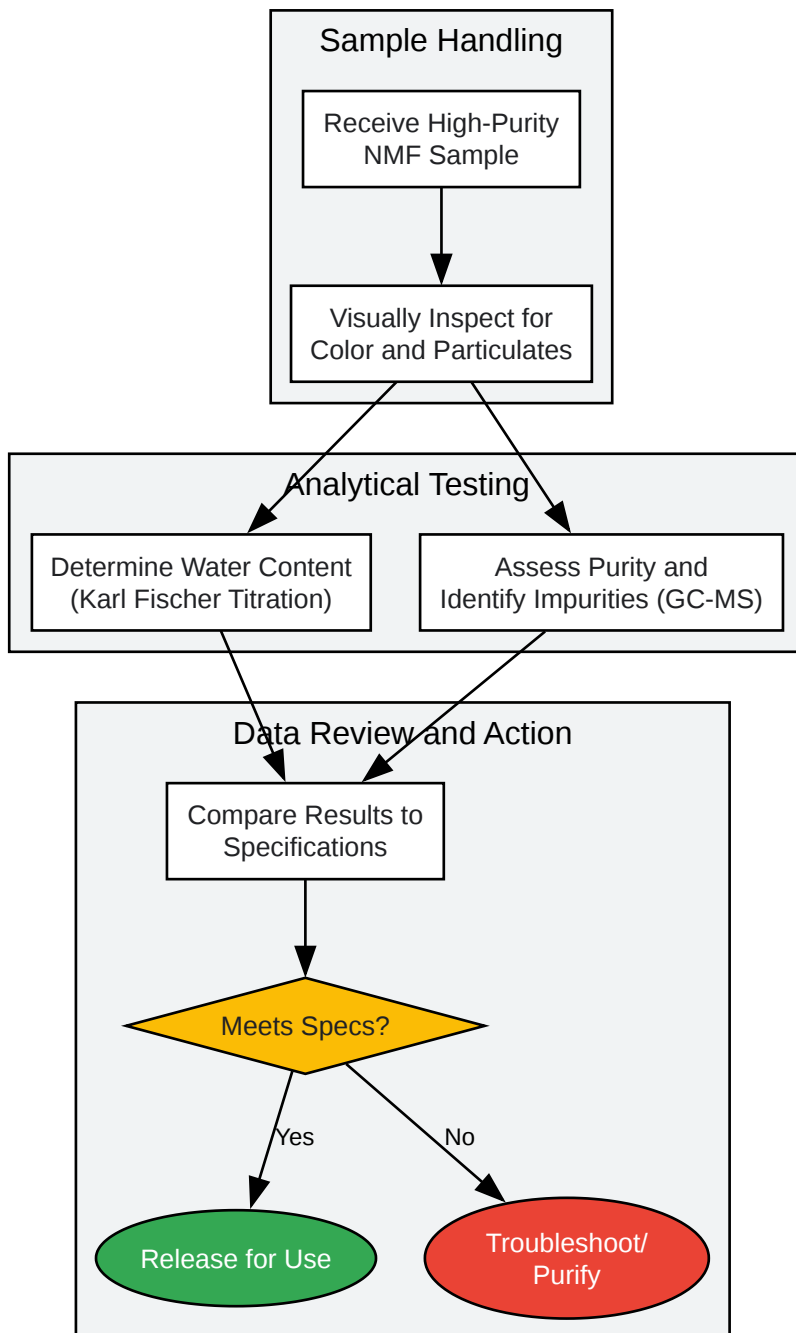 Sample Handling
Receive High-Purity
NMF Sample
Visually Inspect for
Color and Particulates
Analytical Testing
Determine Water Content
(Karl Fischer Titration)
Assess Purity and
Identify Impurities (GC-MS)
Data Review and Action
Compare Results to
Specifications
Meets Specs?
Yes
No
Release for Use
Troubleshoot/
Purify